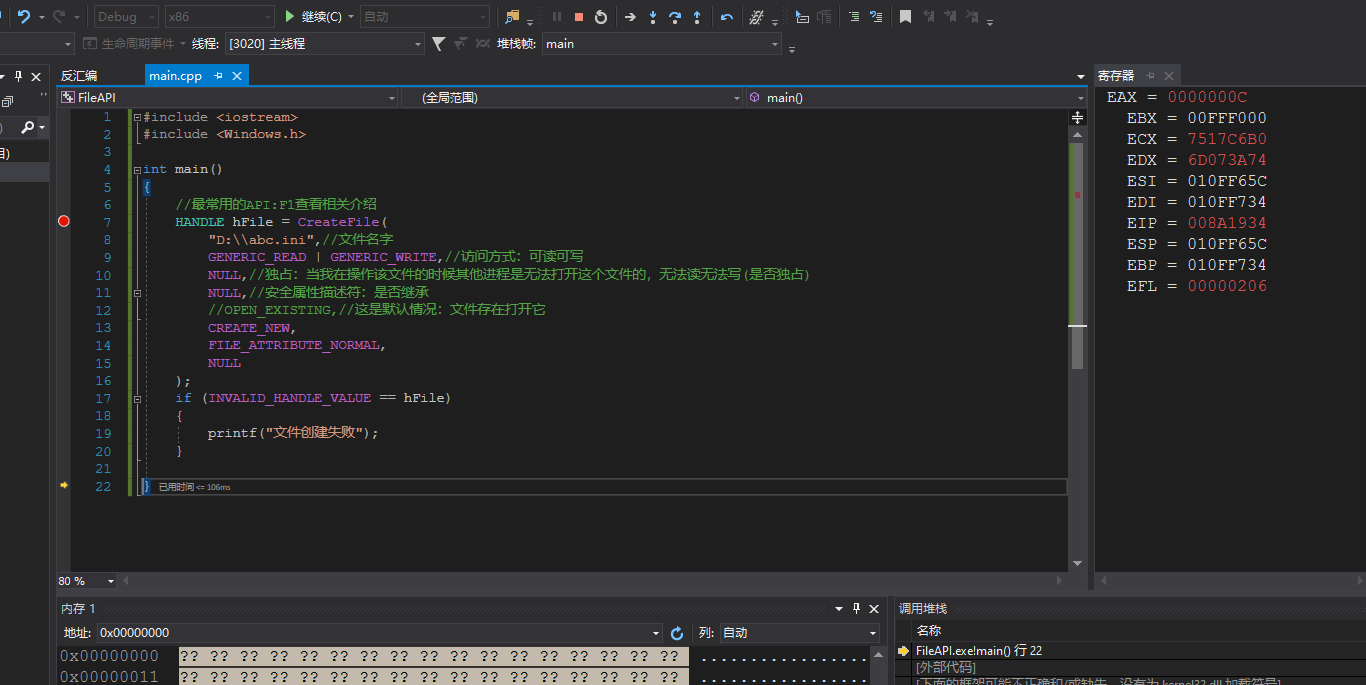 Debug x86 继续(C) 自动
生命周期事件 线程: [3020] 主线程 堆栈帧: main
反汇编 main.cpp 寄存器
FileAPI (全局范围) main()
1 #include <iostream>
2 #include <Windows.h>
3
4 int main()
5 {
6 //最常用的API:F1查看相关介绍
7 HANDLE hFile = CreateFile(
8 "D:\\abc.ini",//文件名字
9 GENERIC_READ | GENERIC_WRITE,//访问方式: 可读可写
10 NULL,//独占: 当我在操作该文件的时候其他进程是无法打开这个文件的, 无法读无法写(是否独占)
11 NULL,//安全属性描述符: 是否继承
12 //OPEN_EXISTING,//这是默认情况: 文件存在打开它
13 CREATE_NEW,
14 FILE_ATTRIBUTE_NORMAL,
15 NULL
16 );
17 if (INVALID_HANDLE_VALUE == hFile)
18 {
19 printf("文件创建失败");
20 }
21
22 } 已用时间 <= 106ms
EAX = 0000000C
EBX = 00FFF000
ECX = 7517C6B0
EDX = 6D073A74
ESI = 010FF65C
EDI = 010FF734
EIP = 008A1934
ESP = 010FF65C
EBP = 010FF734
EFL = 00000206
80 %
内存 1
地址: 0x00000000 列: 自动
0x00000000 ?? ?? ?? ?? ?? ?? ?? ?? ?? ?? ?? ?? ?? ?? ?? ?? ?? .................
0x00000011 ?? ?? ?? ?? ?? ?? ?? ?? ?? ?? ?? ?? ?? ?? ?? ?? ?? .................
调用堆栈
名称
FileAPI.exe!main() 行 22
[外部代码]
[下面的框架可能不正确和/或缺失，没有为 kernel32.dll 加载符号]